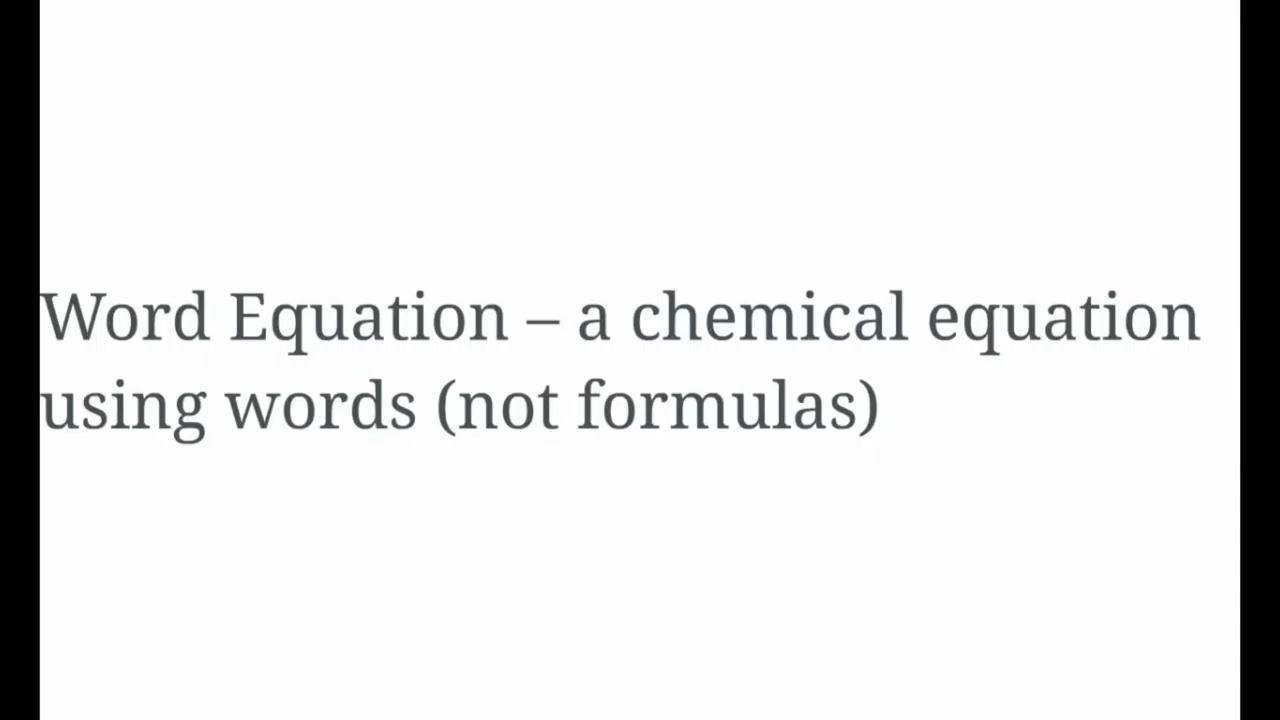 Word Equation – a chemical equation
using words (not formulas)